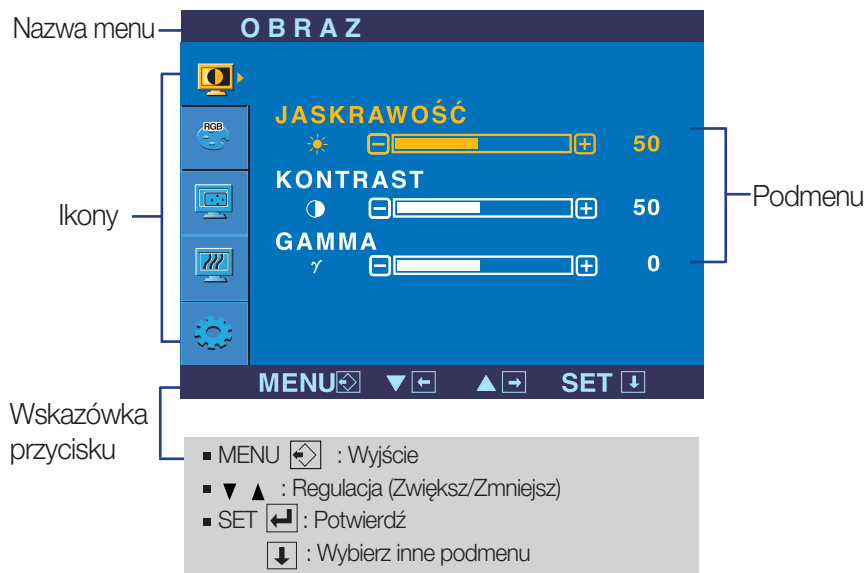 Nazwa menu
OBRAZ
RGB
JASKRAWOŚĆ
50
KONTRAST
50
GAMMA
γ 0
Ikony
Podmenu
MENU ▼ ▲ SET
Wskazówka
przycisku
▪ MENU : Wyjście
▪ ▼ ▲ : Regulacja (Zwiększ/Zmniejsz)
▪ SET : Potwierdź
: Wybierz inne podmenu